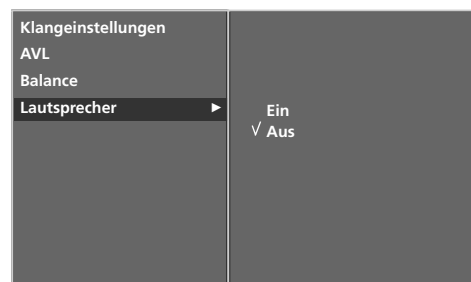 Klangeinstellungen
AVL
Balance
Lautsprecher ►
Ein
√ Aus